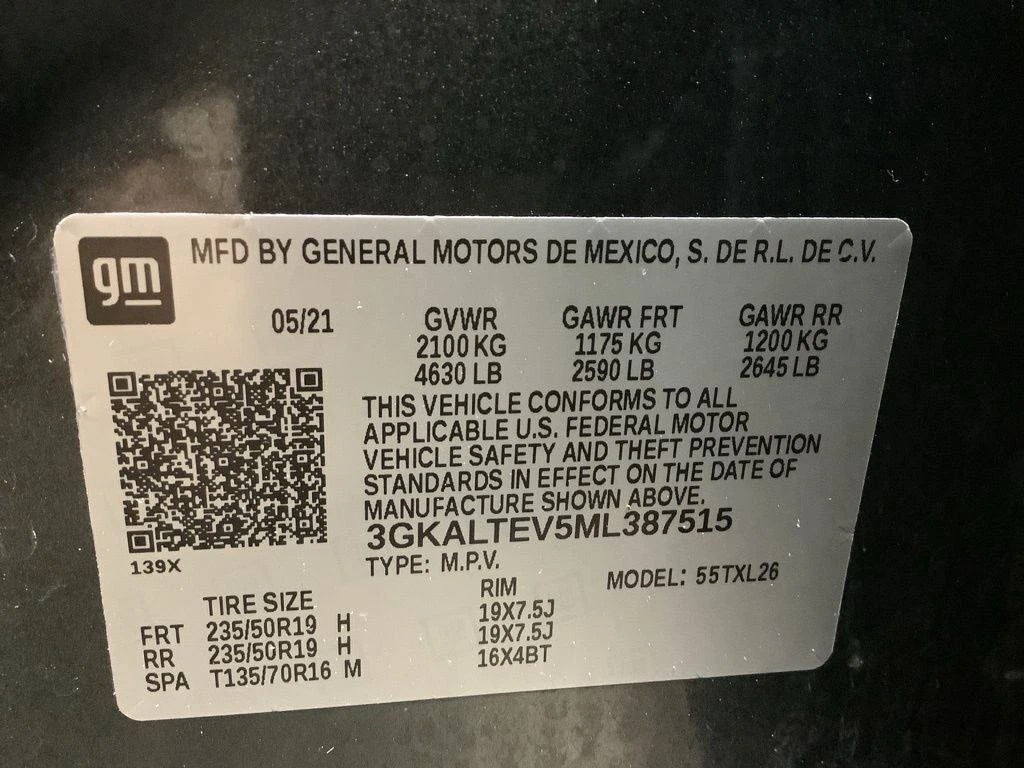 gm
MFD BY GENERAL MOTORS DE MEXICO, S. DE R.L. DE C.V.
05/21 GVWR GAWR FRT GAWR RR
2100 KG 1175 KG 1200 KG
4630 LB 2590 LB 2645 LB
THIS VEHICLE CONFORMS TO ALL
APPLICABLE U.S. FEDERAL MOTOR
VEHICLE SAFETY AND THEFT PREVENTION
STANDARDS IN EFFECT ON THE DATE OF
MANUFACTURE SHOWN ABOVE.
3GKALTEV5ML387515
139X
TYPE: M.P.V. MODEL: 55TXL26
TIRE SIZE RIM
FRT 235/50R19 H 19X7.5J
RR 235/50R19 H 19X7.5J
SPA T135/70R16 M 16X4BT